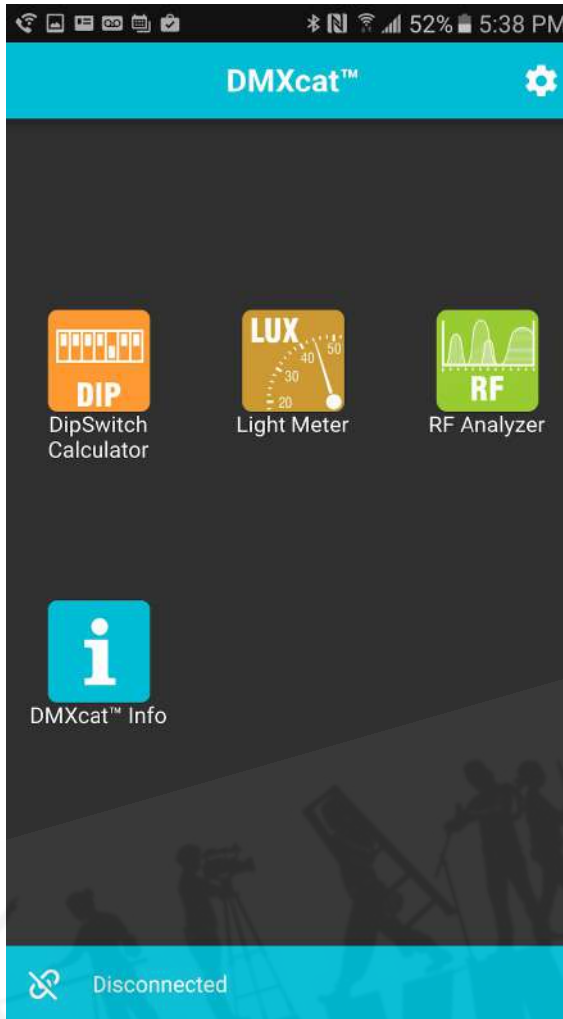 52% 5:38 PM
DMXcat™
DIP
LUX
50
40
30
20
RF
DipSwitch
Calculator
Light Meter
RF Analyzer
i
DMXcat™ Info
Disconnected